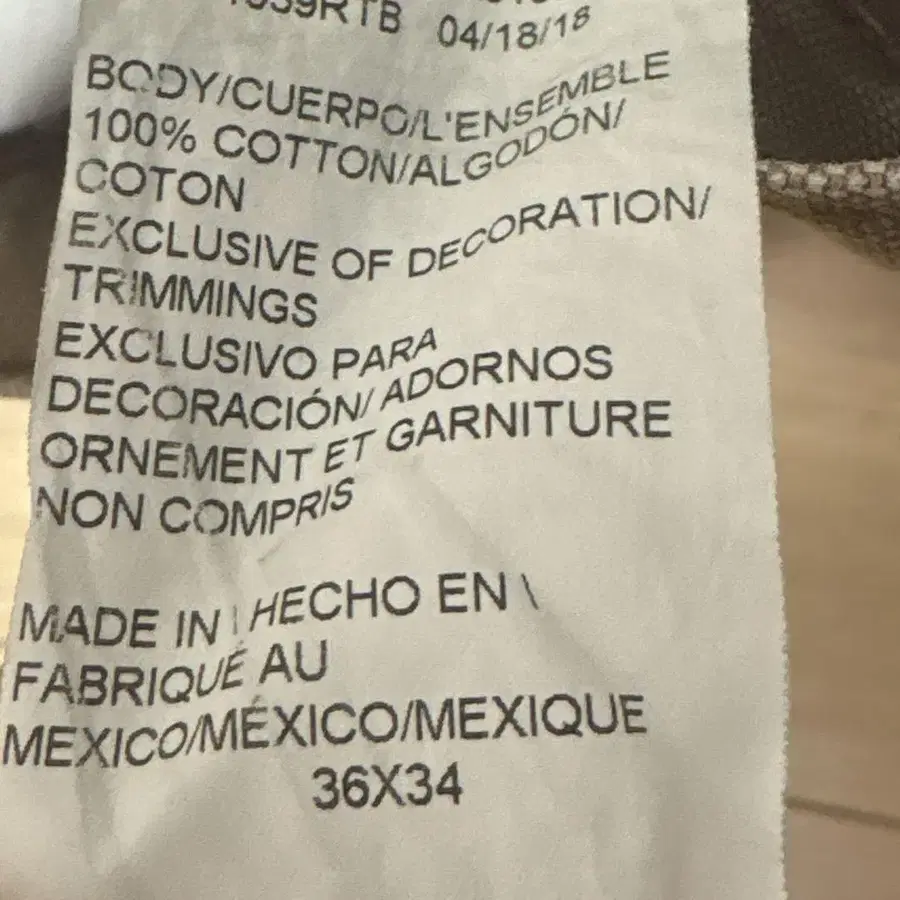 04/18/18
BODY/CUERPO/L'ENSEMBLE
100% COTTON/ALGODÓN/
COTON
EXCLUSIVE OF DECORATION/
TRIMMINGS
EXCLUSIVO PARA
DECORACIÓN/ ADORNOS
ORNEMENT ET GARNITURE
NON COMPRIS
MADE IN \ HECHO EN \
FABRIQUÉ AU
MEXICO/MÉXICO/MEXIQUE
36X34